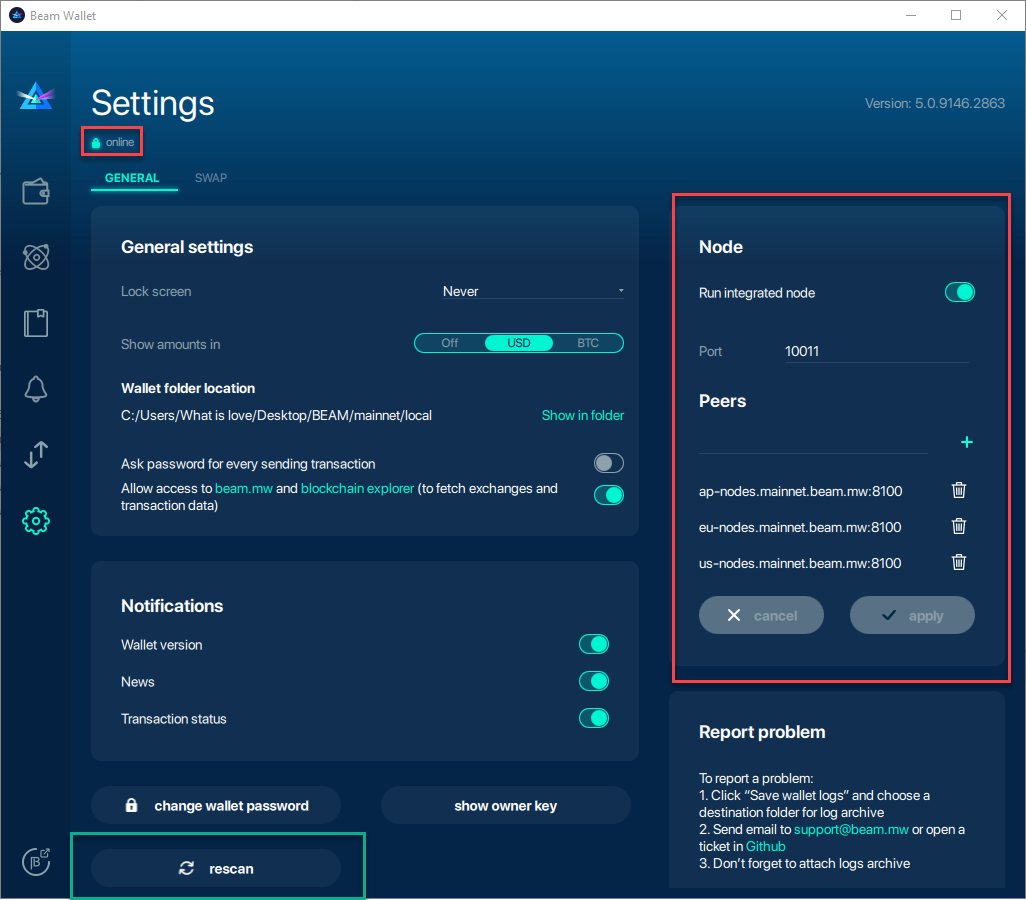 Beam Wallet
Settings
Version: 5.0.9146.2863
online
GENERAL SWAP
General settings
Lock screen Never
Show amounts in Off USD BTC
Wallet folder location
C:/Users/What is love/Desktop/BEAM/mainnet/local Show in folder
Ask password for every sending transaction
Allow access to beam.mw and blockchain explorer (to fetch exchanges and
transaction data)
Notifications
Wallet version
News
Transaction status
change wallet password show owner key
rescan
Node
Run integrated node
Port 10011
Peers
+
ap-nodes.mainnet.beam.mw:8100
eu-nodes.mainnet.beam.mw:8100
us-nodes.mainnet.beam.mw:8100
cancel apply
Report problem
To report a problem:
1. Click “Save wallet logs” and choose a
destination folder for log archive
2. Send email to support@beam.mw or open a
ticket in Github
3. Don’t forget to attach logs archive